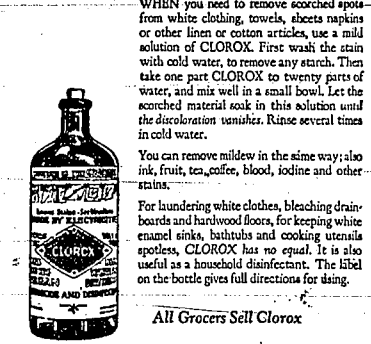 WHEN you need to remove scorched spots
from white clothing, towels, sheets napkins
or other linen or cotton articles, use a mild
solution of CLOROX. First wash the stain
with cold water, to remove any starch. Then
take one part CLOROX to twenty parts of
water, and mix well in a small bowl. Let the
scorched material soak in this solution until
the discoloration vanishes. Rinse several times
in cold water.
You can remove mildew in the same way; also
ink, fruit, tea, coffee, blood, iodine and other
stains.
For laundering white clothes, bleaching drain-
boards and hardwood floors, for keeping white
enamel sinks, bathtubs and cooking utensils
spotless, CLOROX has no equal. It is also
useful as a household disinfectant. The label
on the bottle gives full directions for using.
All Grocers Sell Clorox
MADE BY ELECTRICITY
CLOROX